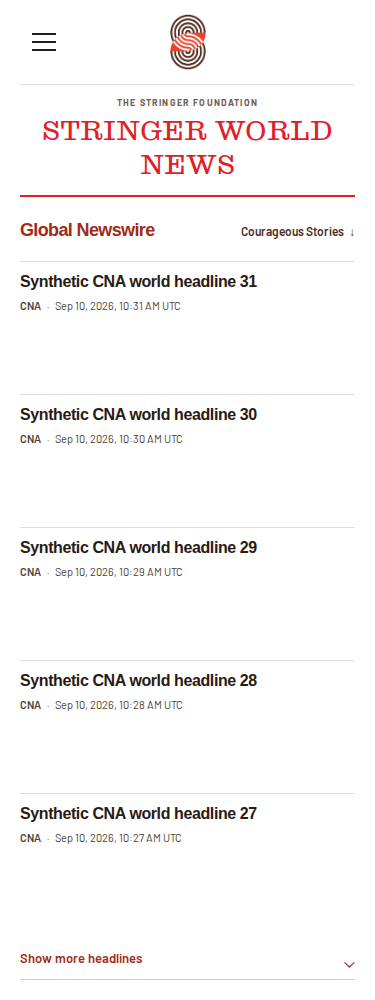 THE STRINGER FOUNDATION
STRINGER WORLD
NEWS
Global Newswire
Courageous Stories ↓
Synthetic CNA world headline 31
CNA · Sep 10, 2026, 10:31 AM UTC
Synthetic CNA world headline 30
CNA · Sep 10, 2026, 10:30 AM UTC
Synthetic CNA world headline 29
CNA · Sep 10, 2026, 10:29 AM UTC
Synthetic CNA world headline 28
CNA · Sep 10, 2026, 10:28 AM UTC
Synthetic CNA world headline 27
CNA · Sep 10, 2026, 10:27 AM UTC
Show more headlines